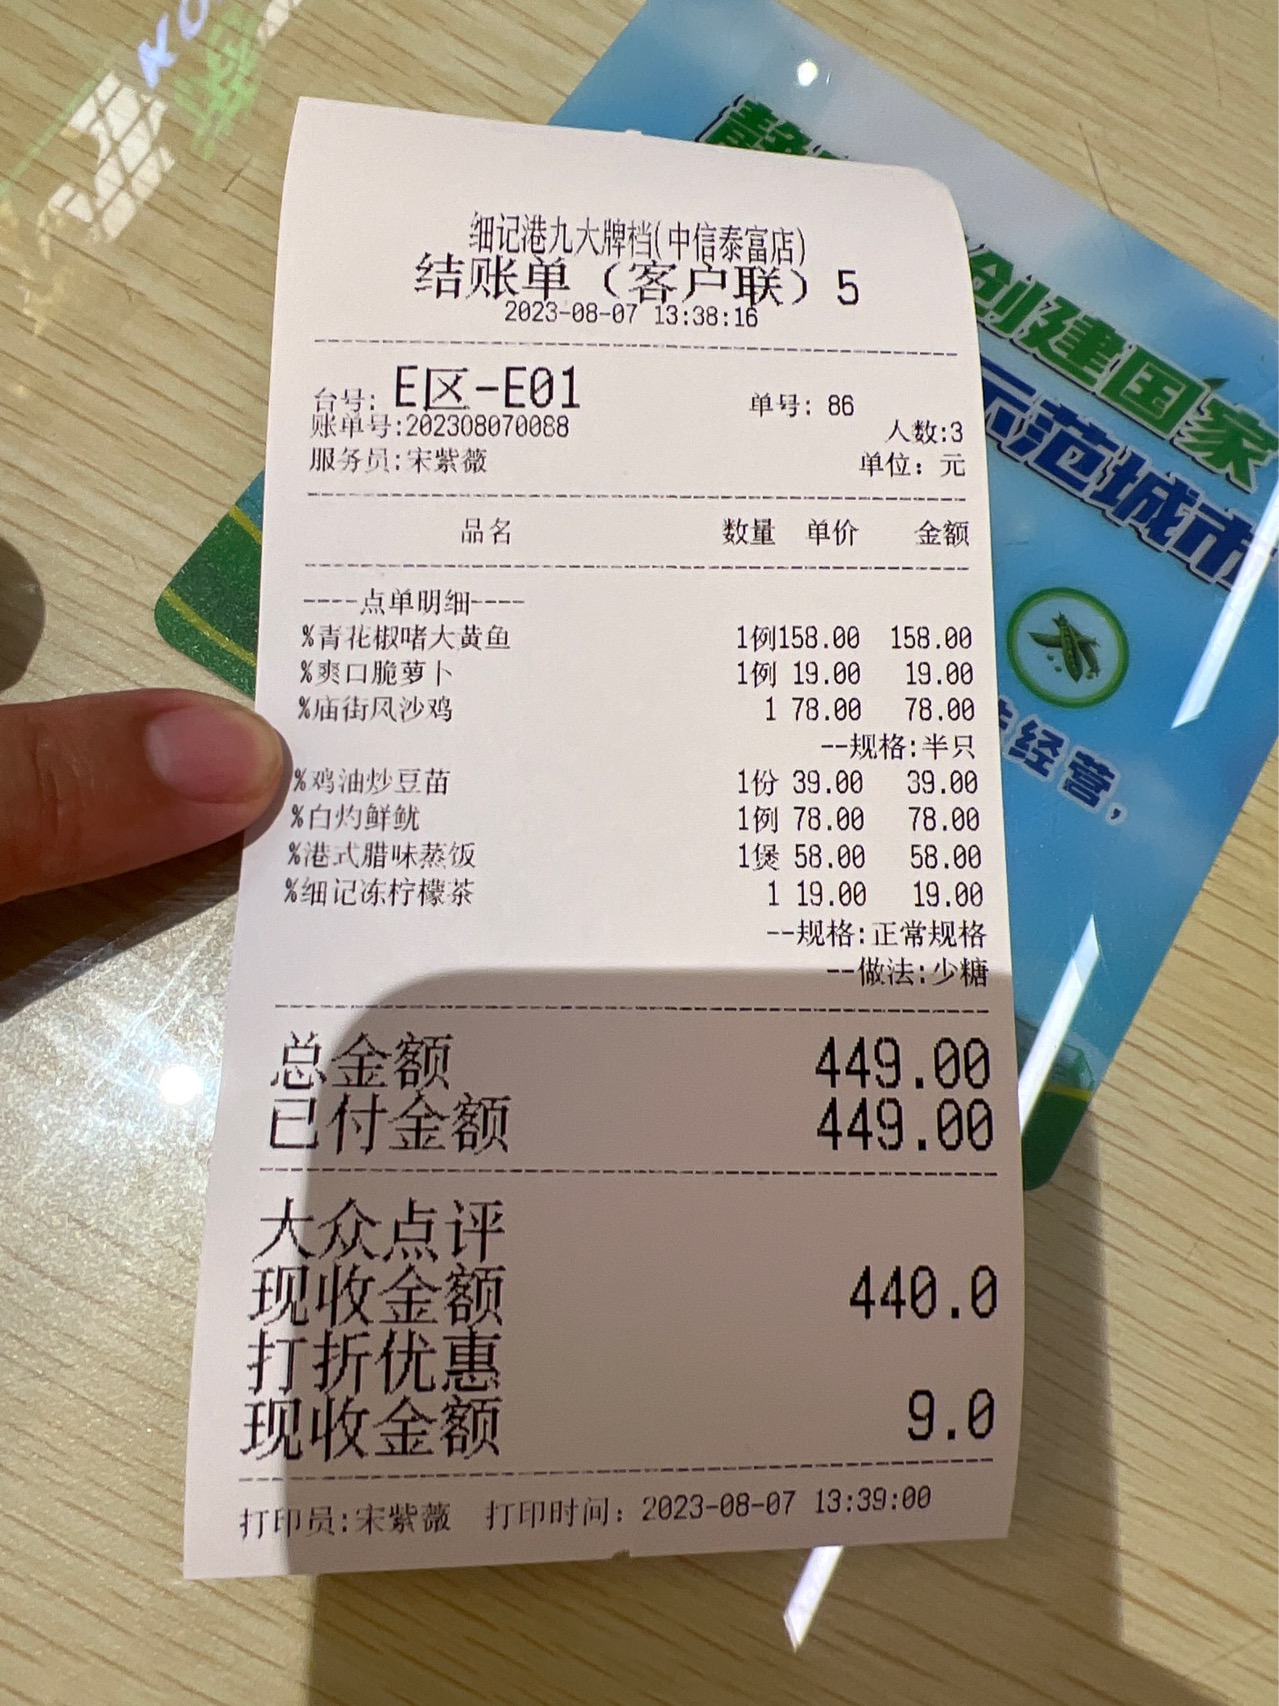 细记港九大牌档(中信泰富店)
结账单（客户联）5
2023-08-07 13:38:16
台号: E区-E01 单号: 86
账单号:202308070088 人数:3
服务员:宋紫薇 单位: 元
品名 数量 单价 金额
----点单明细----
%青花椒啫大黄鱼 1例158.00 158.00
%爽口脆萝卜 1例 19.00 19.00
%庙街风沙鸡 1 78.00 78.00
--规格:半只
%鸡油炒豆苗 1份 39.00 39.00
%白灼鲜鱿 1例 78.00 78.00
%港式腊味蒸饭 1煲 58.00 58.00
%细记冻柠檬茶 1 19.00 19.00
--规格:正常规格
--做法:少糖
总金额 449.00
已付金额 449.00
大众点评
现收金额 440.0
打折优惠
现收金额 9.0
打印员:宋紫薇 打印时间: 2023-08-07 13:39:00
创建国家
示范城市
经营，